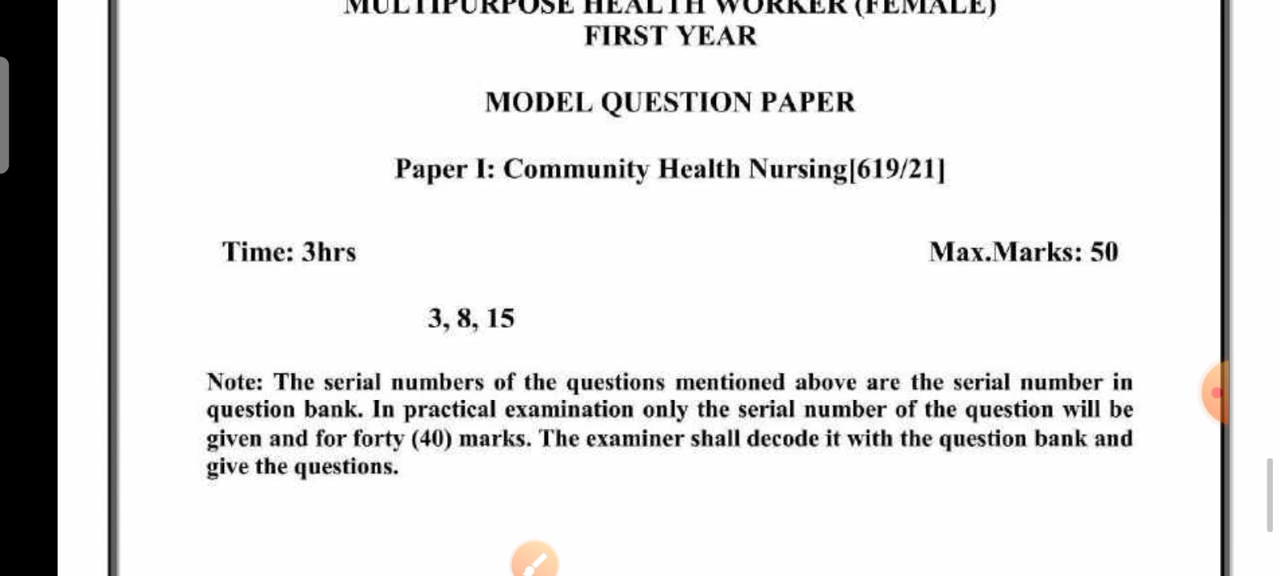 MULTIPURPOSE HEALTH WORKER (FEMALE)
FIRST YEAR
MODEL QUESTION PAPER
Paper I: Community Health Nursing[619/21]
Time: 3hrs Max.Marks: 50
3, 8, 15
Note: The serial numbers of the questions mentioned above are the serial number in
question bank. In practical examination only the serial number of the question will be
given and for forty (40) marks. The examiner shall decode it with the question bank and
give the questions.